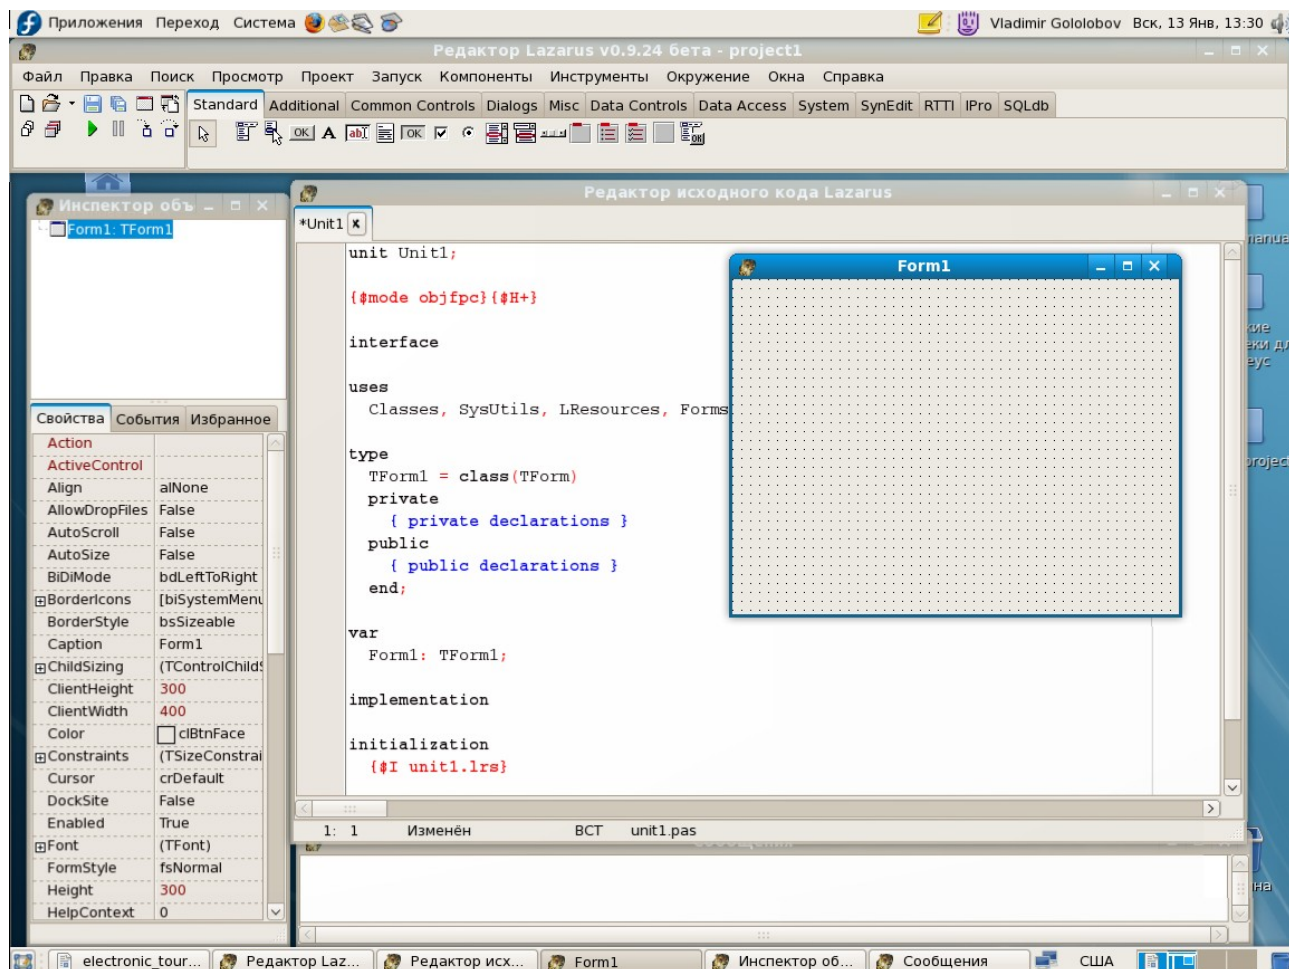 Приложения Переход Система Vladimir Gololobov Вск, 13 Янв, 13:30
Редактор Lazarus v0.9.24 бета - project1
Файл Правка Поиск Просмотр Проект Запуск Компоненты Инструменты Окружение Окна Справка
Standard Additional Common Controls Dialogs Misc Data Controls Data Access System SynEdit RTTI IPro SQLdb
OK A abI OK
OK
Инспектор объ
Form1: TForm1
Свойства События Избранное
Action
ActiveControl
Align alNone
AllowDropFiles False
AutoScroll False
AutoSize False
BiDiMode bdLeftToRight
BorderIcons [biSystemMenu
BorderStyle bsSizeable
Caption Form1
ChildSizing (TControlChildS
ClientHeight 300
ClientWidth 400
Color clBtnFace
Constraints (TSizeConstrai
Cursor crDefault
DockSite False
Enabled True
Font (TFont)
FormStyle fsNormal
Height 300
HelpContext 0
Редактор исходного кода Lazarus
*Unit1
unit Unit1;
{$mode objfpc}{$H+}
interface
uses
Classes, SysUtils, LResources, Forms
type
TForm1 = class(TForm)
private
{ private declarations }
public
{ public declarations }
end;
var
Form1: TForm1;
implementation
initialization
{$I unit1.lrs}
1: 1 Изменён ВСТ unit1.pas
Form1
electronic_tour... Редактор Laz... Редактор исх... Form1 Инспектор об... Сообщения США